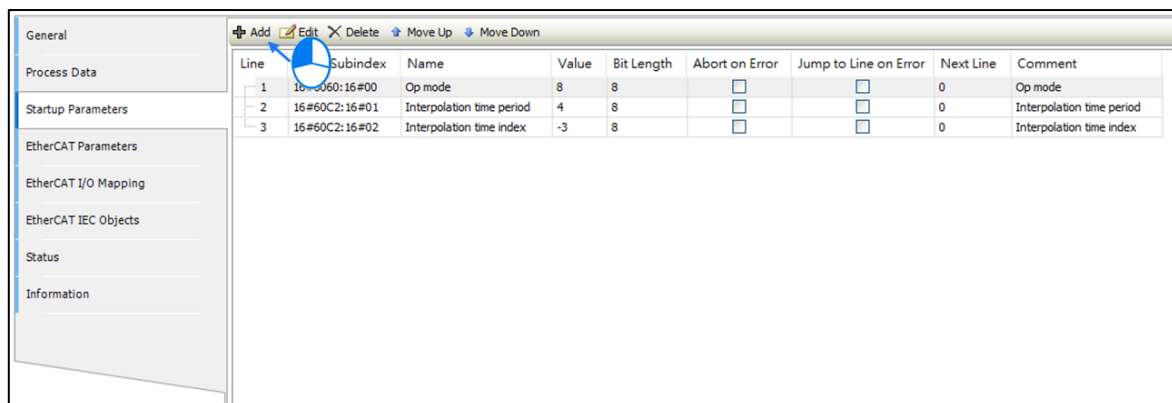 General
Process Data
Startup Parameters
EtherCAT Parameters
EtherCAT I/O Mapping
EtherCAT IEC Objects
Status
Information
Add Edit Delete Move Up Move Down
Line Subindex Name Value Bit Length Abort on Error Jump to Line on Error Next Line Comment
1 Op mode 8 8 0 Op mode
2 16#60C2:16#01 Interpolation time period 4 8 0 Interpolation time period
3 16#60C2:16#02 Interpolation time index -3 8 0 Interpolation time index